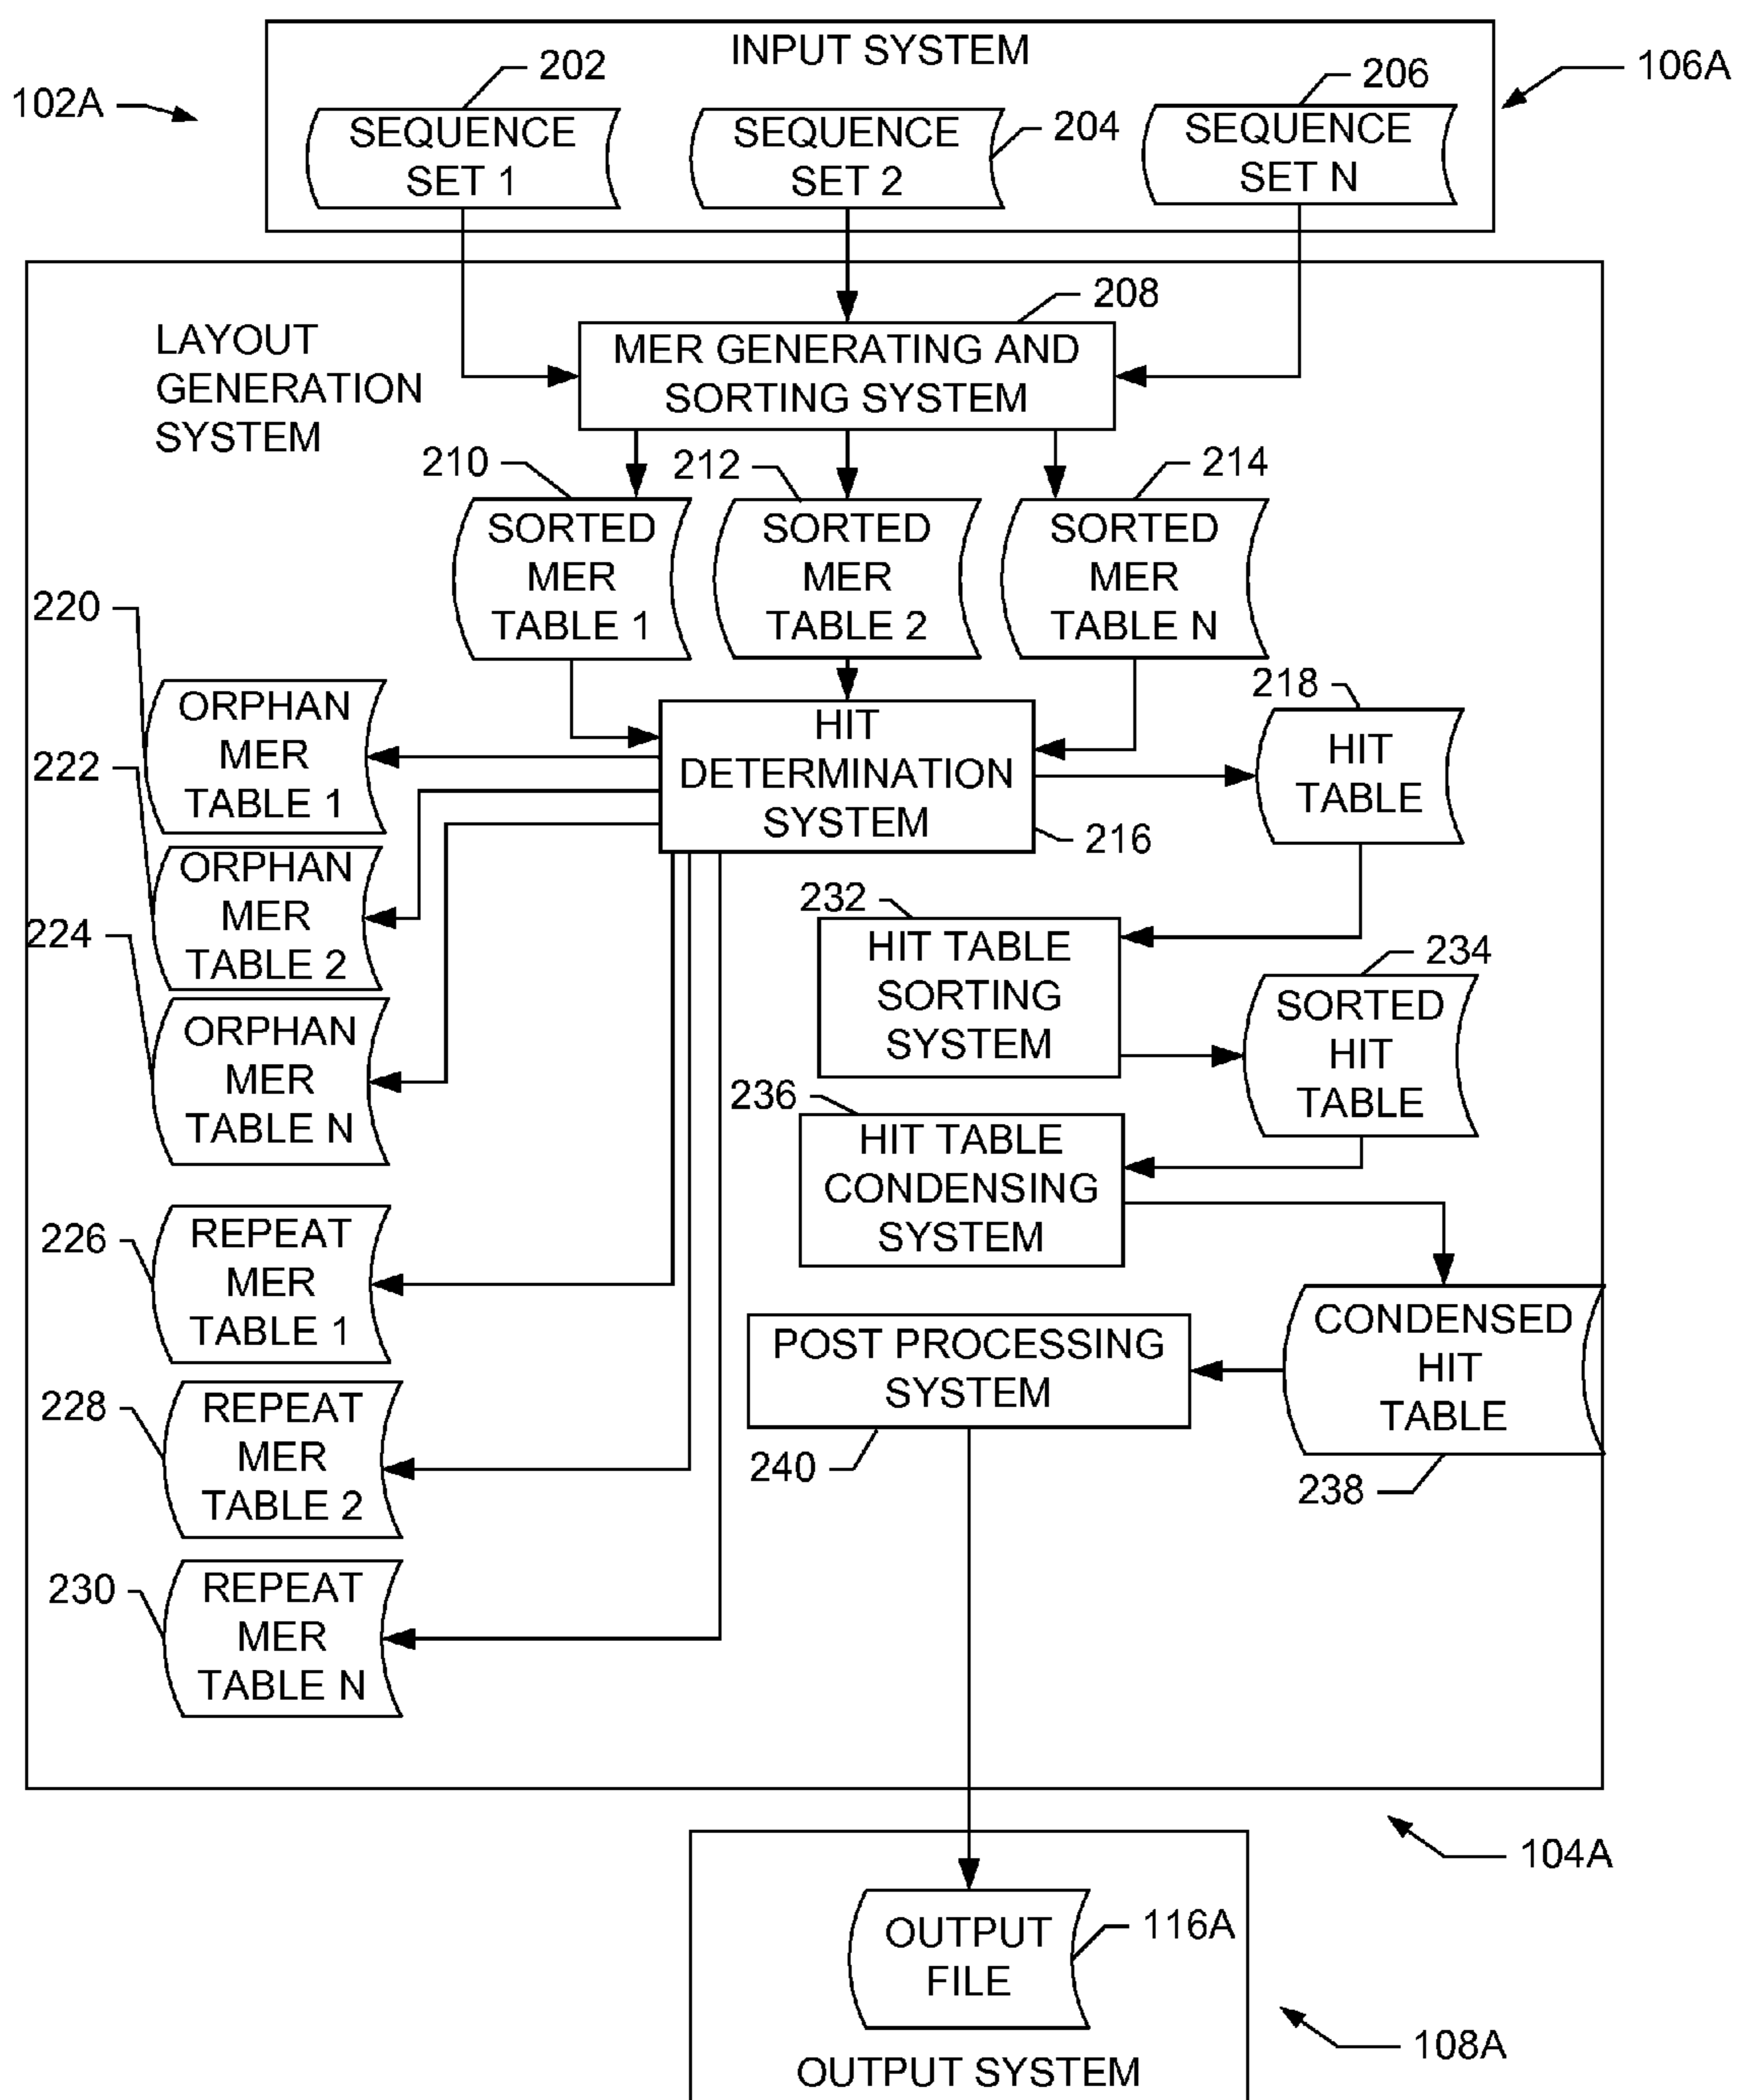 INPUT SYSTEM
102A
202
SEQUENCE
SET 1
SEQUENCE
SET 2
204
206
SEQUENCE
SET N
106A
LAYOUT
GENERATION
SYSTEM
208
MER GENERATING AND
SORTING SYSTEM
210
SORTED
MER
TABLE 1
212
SORTED
MER
TABLE 2
214
SORTED
MER
TABLE N
220
ORPHAN
MER
TABLE 1
222
ORPHAN
MER
TABLE 2
224
ORPHAN
MER
TABLE N
HIT
DETERMINATION
SYSTEM
216
218
HIT
TABLE
232
HIT TABLE
SORTING
SYSTEM
234
SORTED
HIT
TABLE
236
HIT TABLE
CONDENSING
SYSTEM
226
REPEAT
MER
TABLE 1
228
REPEAT
MER
TABLE 2
230
REPEAT
MER
TABLE N
POST PROCESSING
SYSTEM
240
CONDENSED
HIT
TABLE
238
104A
OUTPUT
FILE
116A
OUTPUT SYSTEM
108A